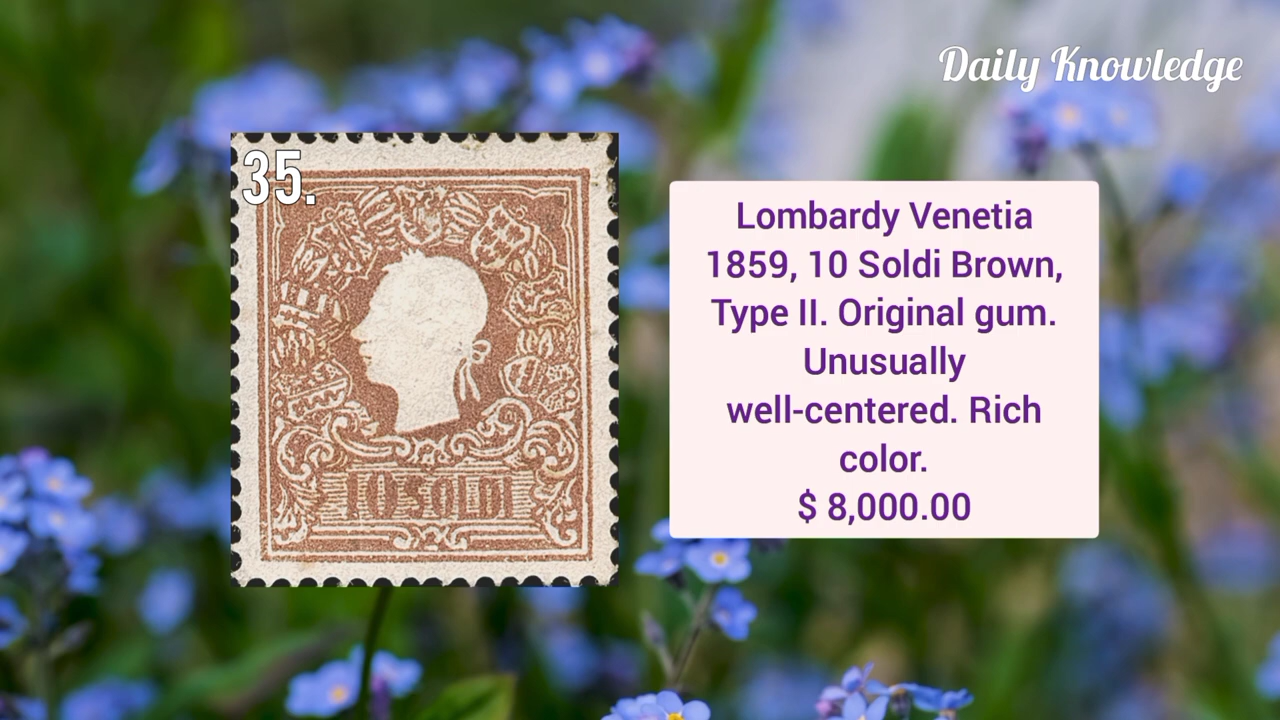 Daily Knowledge
35.
10 SOLDI
Lombardy Venetia
1859, 10 Soldi Brown,
Type II. Original gum.
Unusually
well-centered. Rich
color.
$ 8,000.00